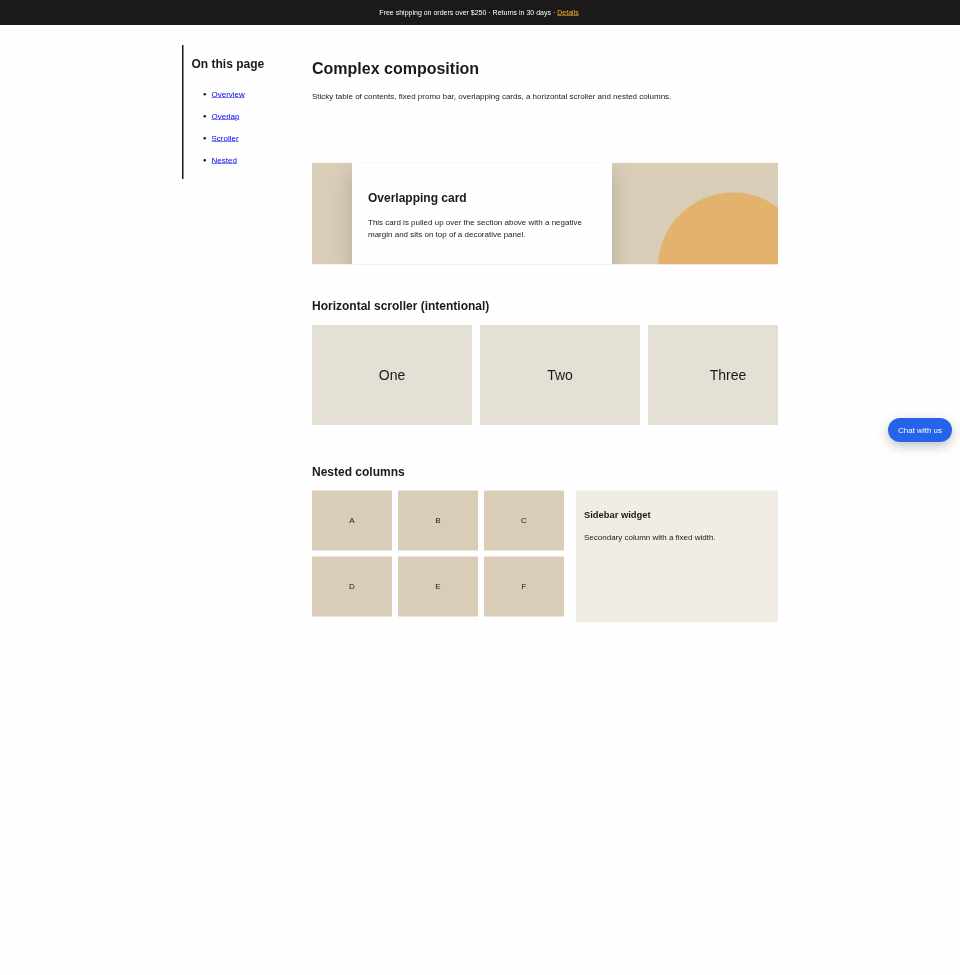 Free shipping on orders over $250 · Returns in 30 days · Details
On this page
Overview
Overlap
Scroller
Nested
Complex composition
Sticky table of contents, fixed promo bar, overlapping cards, a horizontal scroller and nested columns.
Overlapping card
This card is pulled up over the section above with a negative
margin and sits on top of a decorative panel.
Horizontal scroller (intentional)
One
Two
Three
Chat with us
Nested columns
A
B
C
D
E
F
Sidebar widget
Secondary column with a fixed width.